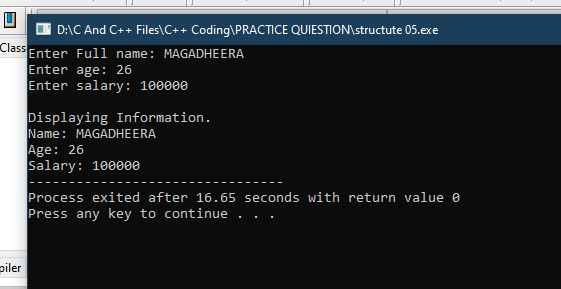 D:\C And C++ Files\C++ Coding\PRACTICE QUIESTION\structute 05.exe
Class
Enter Full name: MAGADHEERA
Enter age: 26
Enter salary: 100000
Displaying Information.
Name: MAGADHEERA
Age: 26
Salary: 100000
--------------------------------
Process exited after 16.65 seconds with return value 0
Press any key to continue . . .
piler